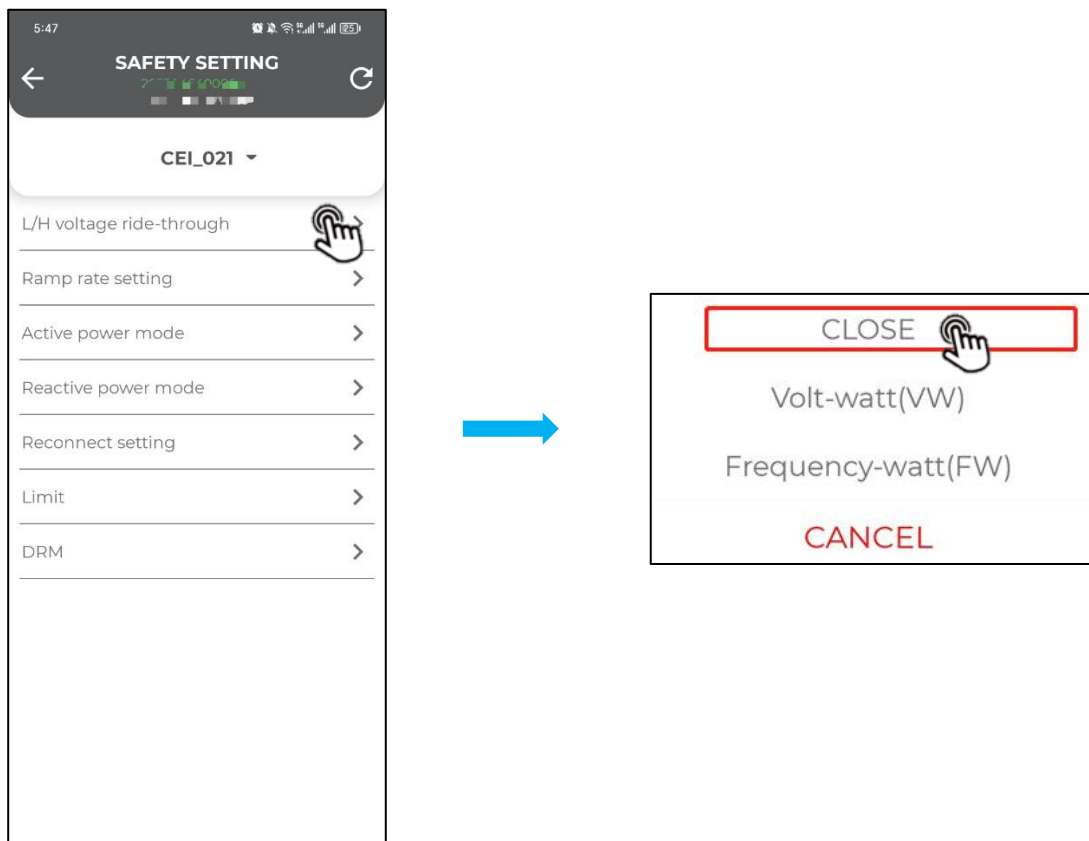 5:47
SAFETY SETTING
CEI_021
L/H voltage ride-through
Ramp rate setting
Active power mode
Reactive power mode
Reconnect setting
Limit
DRM
CLOSE
Volt-watt(VW)
Frequency-watt(FW)
CANCEL